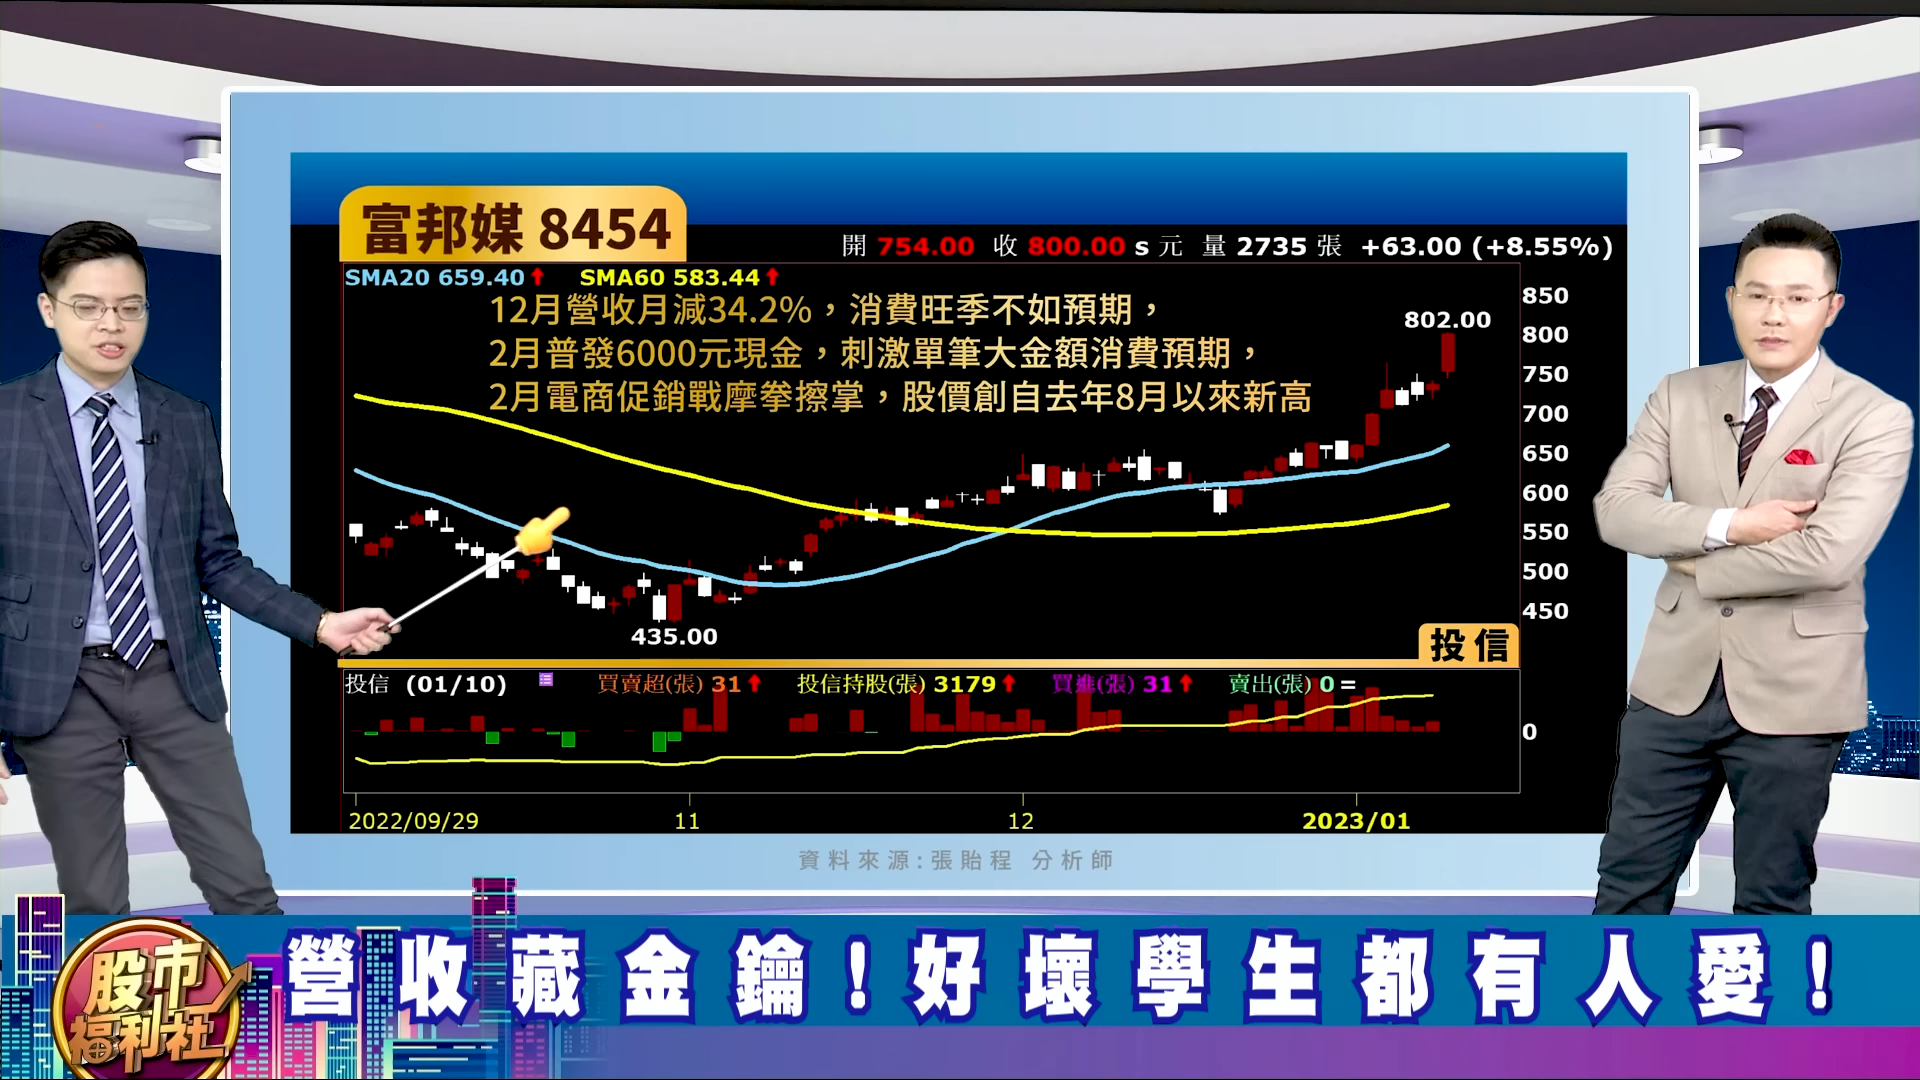 富邦媒 8454
開 754.00 收 800.00 s 元 量 2735 張 +63.00 (+8.55%)
SMA20 659.40↑ SMA60 583.44↑
12月營收月減34.2%，消費旺季不如預期，
2月普發6000元現金，刺激單筆大金額消費預期，
2月電商促銷戰摩拳擦掌，股價創自去年8月以來新高
802.00
850
800
750
700
650
600
550
500
450
435.00
投信
投信 (01/10) 買賣超(張) 31↑ 投信持股(張) 3179↑ 買進(張) 31↑ 賣出(張) 0 =
0
2022/09/29 11 12 2023/01
資料來源:張貽程 分析師
股市
福利社
營收藏金鑰!好壞學生都有人愛!